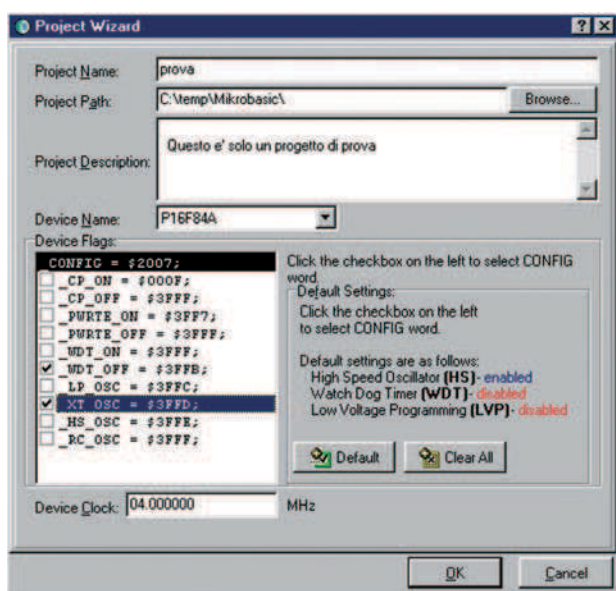 Project Wizard
Project Name: prova
Project Path: C:\temp\Mikrobasic\ Browse...
Project Description: Questo e' solo un progetto di prova
Device Name: P16F84A
Device Flags:
CONFIG = $2007;
_CP_ON = $000F;
_CP_OFF = $3FFF;
_PWRTE_ON = $3FF7;
_PWRTE_OFF = $3FFF;
_WDT_ON = $3FFF;
_WDT_OFF = $3FFB;
_LP_OSC = $3FFC;
_XT_OSC = $3FFD;
_HS_OSC = $3FFE;
_RC_OSC = $3FFF;
Click the checkbox on the left to select CONFIG
word.
Default Settings:
Click the checkbox on the left
to select CONFIG word.
Default settings are as follows:
High Speed Oscillator (HS)- enabled
Watch Dog Timer (WDT)- disabled
Low Voltage Programming (LVP)- disabled
Default Clear All
Device Clock: 04.000000 MHz
OK Cancel